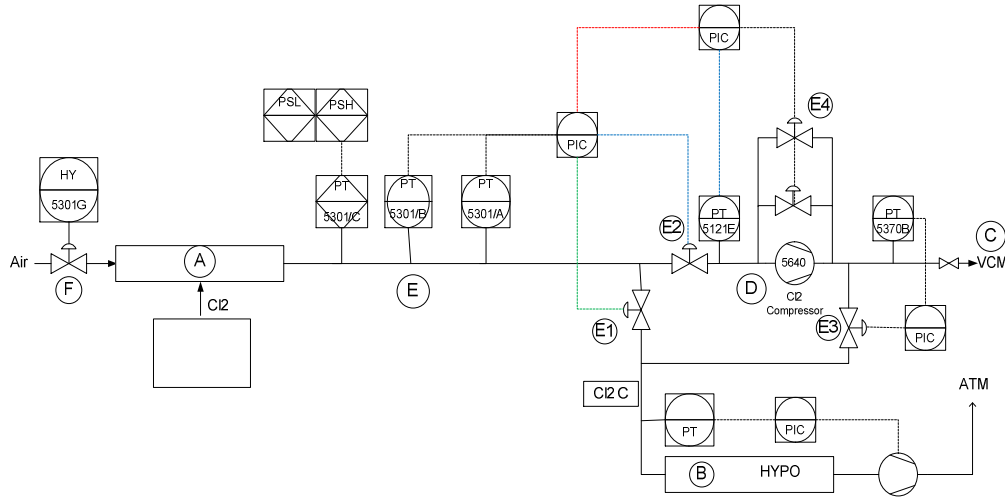 PIC
PSL
PSH
E4
PIC
HY
5301G
PT
5301/C
PT
5301/B
PT
5301/A
PT
5121E
PT
5370B
E2
C
VCM
Air
A
F
E
D
5640
Cl2
Compressor
Cl2
E1
E3
PIC
Cl2 C
ATM
PT
PIC
B
HYPO